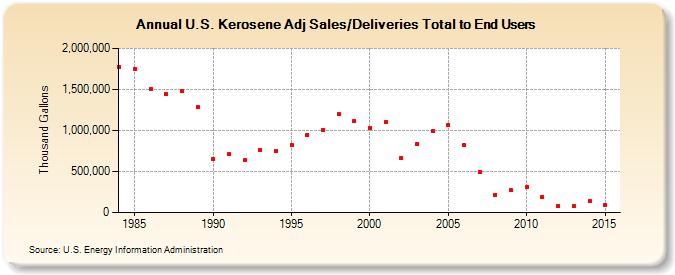 Annual U.S. Kerosene Adj Sales/Deliveries Total to End Users
Thousand Gallons
2,000,000
1,500,000
1,000,000
500,000
0
1985 1990 1995 2000 2005 2010 2015
Source: U.S. Energy Information Administration